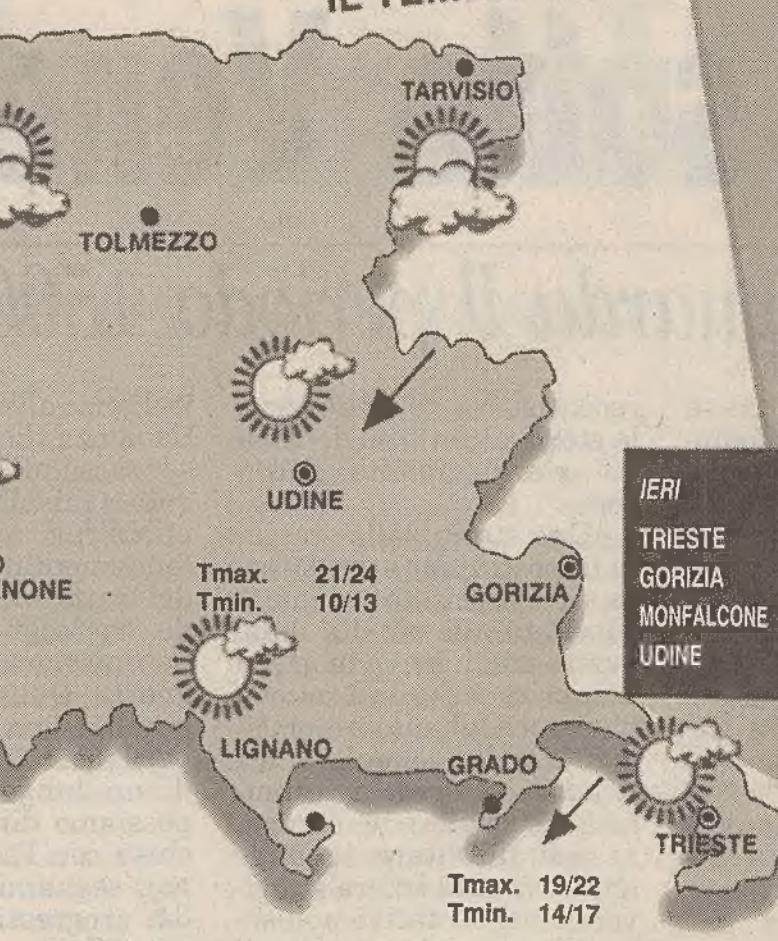 TARVISIO
TOLMEZZO
UDINE
Tmax. 21/24
Tmin. 10/13
GORIZIA
IERI
TRIESTE
GORIZIA
MONFALCONE
UDINE
LIGNANO
GRADO
TRIESTE
Tmax. 19/22
Tmin. 14/17